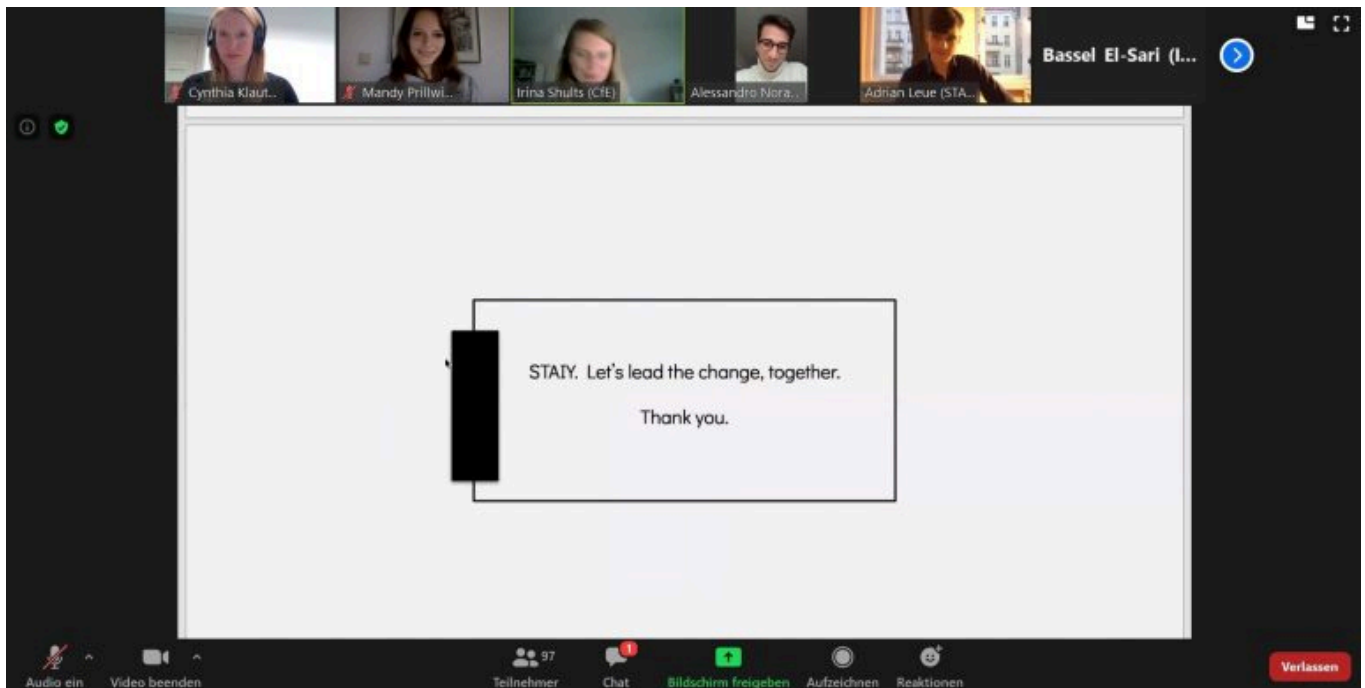 Cynthia Klaut...
Mandy Prillwi...
Irina Shults (CfE)
Alessandro Nora...
Adrian Leue (STA...
Bassel El-Sari (I...
STAIY. Let's lead the change, together.
Thank you.
97
1
Audio ein
Video beenden
Teilnehmer
Chat
Bildschirm freigeben
Aufzeichnen
Reaktionen
Verlassen